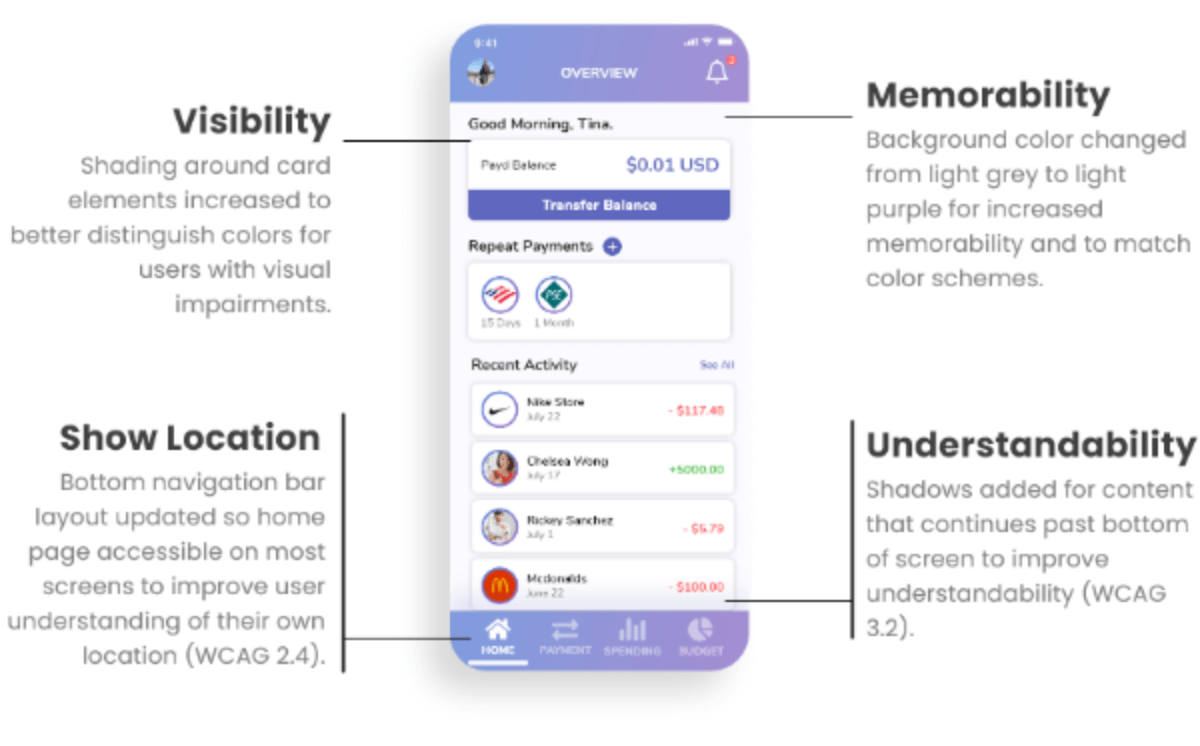 Visibility
Shading around card
elements increased to
better distinguish colors for
users with visual
impairments.
Show Location
Bottom navigation bar
layout updated so home
page accessible on most
screens to improve user
understanding of their own
location (WCAG 2.4).
9:41
OVERVIEW
3
Good Morning, Tina.
Payd Balance
$0.01 USD
Transfer Balance
Repeat Payments
+
PSE
15 Days
1 Month
Recent Activity
See All
Nike Store
July 22
- $117.48
Chelsea Wong
July 17
+5000.00
Rickey Sanchez
July 1
- $5.79
Mcdonalds
June 22
- $100.00
HOME
PAYMENT
SPENDING
BUDGET
Memorability
Background color changed
from light grey to light
purple for increased
memorability and to match
color schemes.
Understandability
Shadows added for content
that continues past bottom
of screen to improve
understandability (WCAG
3.2).